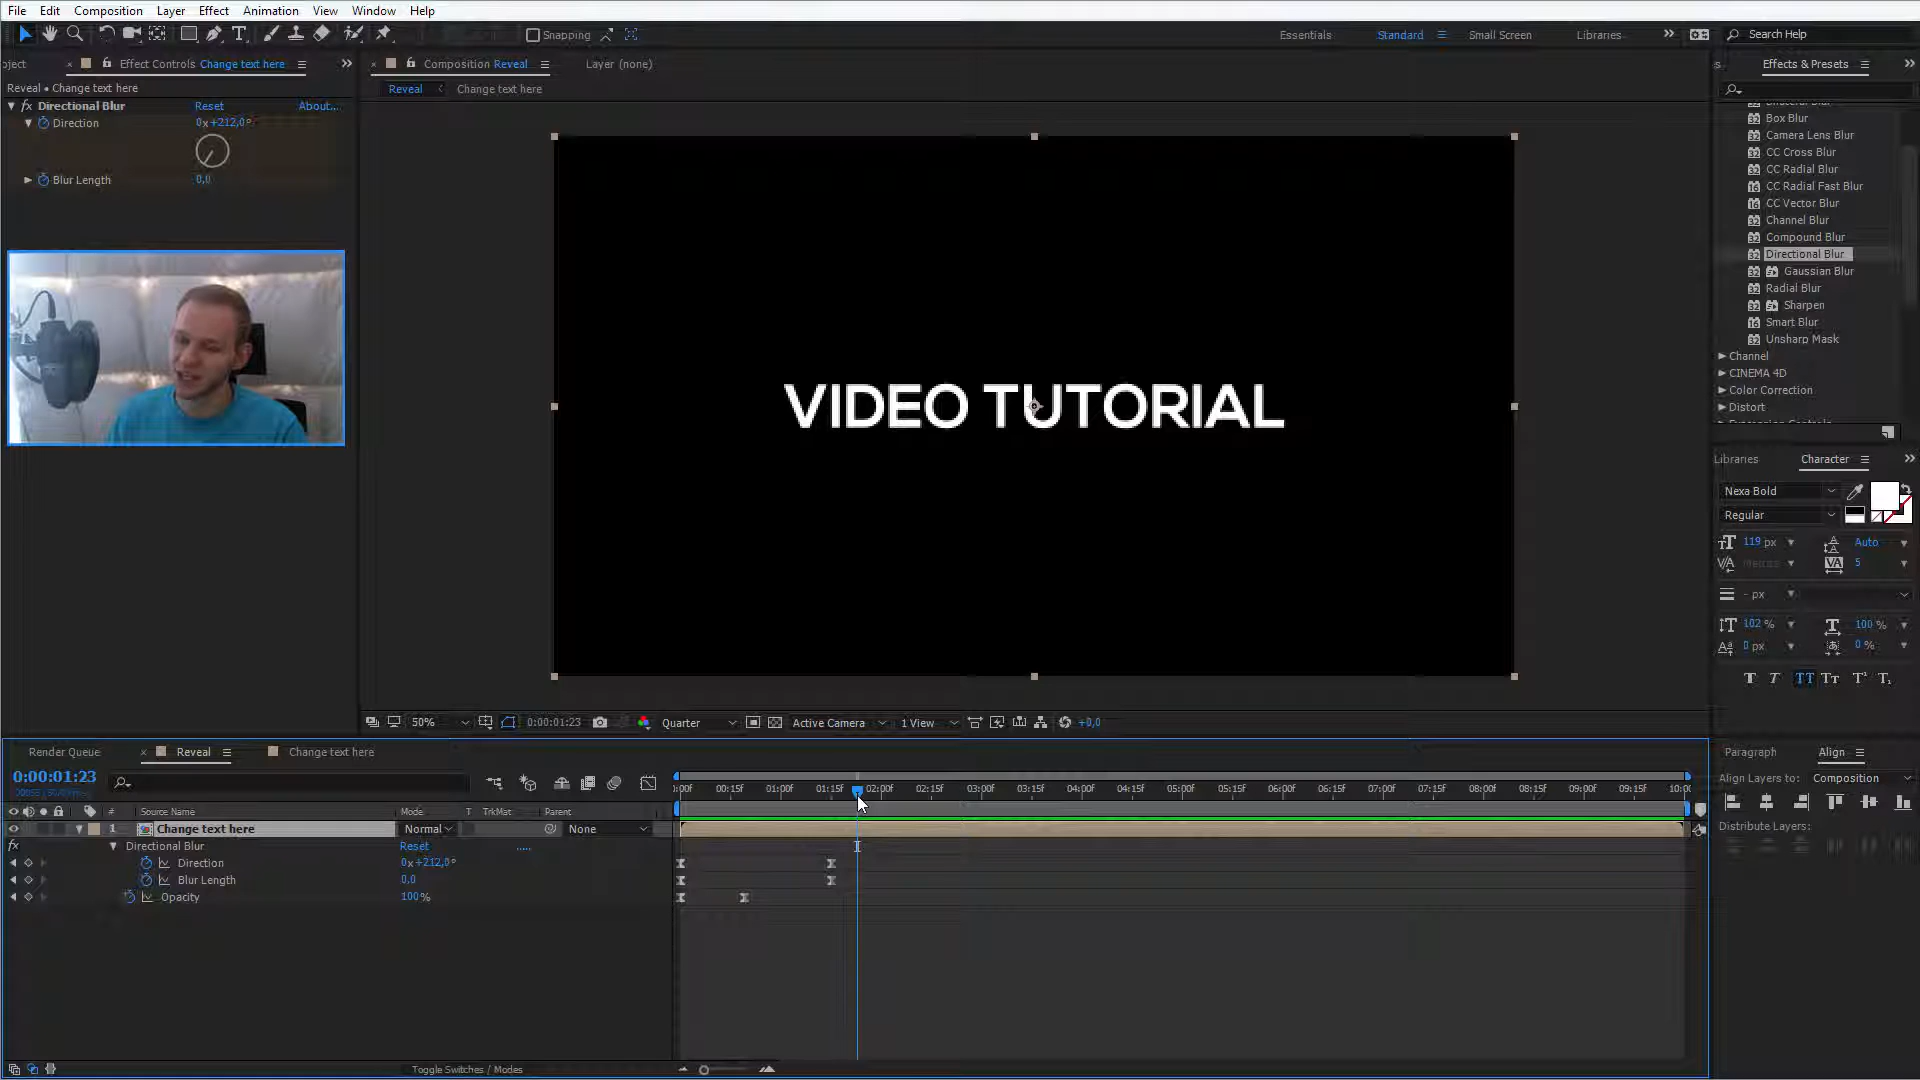 File Edit Composition Layer Effect Animation View Window Help
Snapping
Essentials Standard Small Screen Libraries Search Help
oject Effect Controls Change text here
Composition Reveal Layer (none)
Effects & Presets
Reveal • Change text here
Reveal Change text here
Directional Blur Reset About...
Direction 0x+212,0°
Blur Length 0,0
Box Blur
Camera Lens Blur
CC Cross Blur
CC Radial Blur
CC Radial Fast Blur
CC Vector Blur
Channel Blur
Compound Blur
Directional Blur
Gaussian Blur
Radial Blur
Sharpen
Smart Blur
Unsharp Mask
Channel
CINEMA 4D
Color Correction
Distort
VIDEO TUTORIAL
Libraries Character
Nexa Bold
Regular
119 px Auto
Metrics 5
- px
102 % 100 %
0 px 0 %
50% 0:00:01:23 Quarter Active Camera 1 View +0,0
Render Queue Reveal Change text here
0:00:01:23
:00f 00:15f 01:00f 01:15f 02:00f 02:15f 03:00f 03:15f 04:00f 04:15f 05:00f 05:15f 06:00f 06:15f 07:00f 07:15f 08:00f 08:15f 09:00f 09:15f 10:00
# Source Name Mode T TrkMat Parent
1 Change text here Normal None
fx Directional Blur Reset .....
Direction 0x+212,0°
Blur Length 0,0
Opacity 100%
Toggle Switches / Modes
Paragraph Align
Align Layers to: Composition
Distribute Layers: